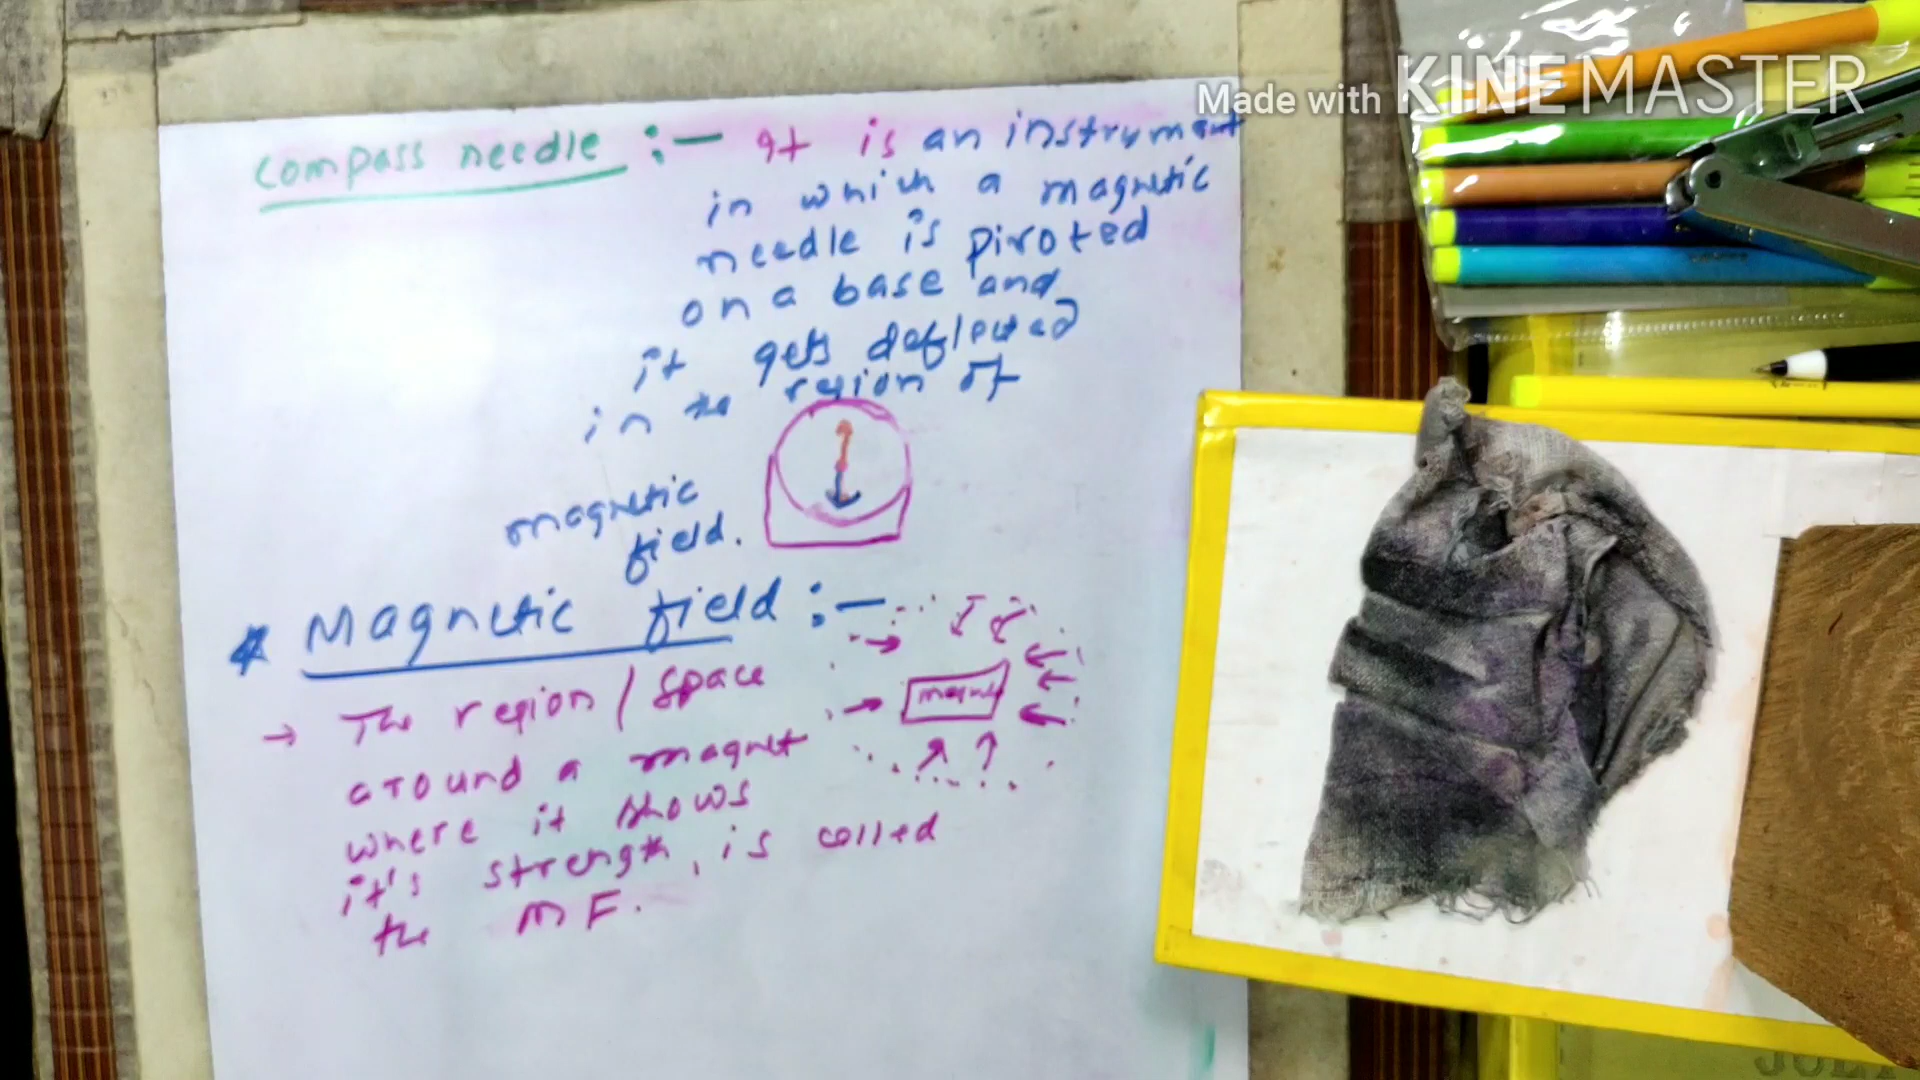 Made with KINEMASTER
Compass needle :- It is an instrument
in which a magnetic
needle is pivoted
on a base and
it gets deflected
in the region of
magnetic
field.
* Magnetic field :-
→ The region / space
around a magnet
where it shows
it's strength, is called
the MF.
magnet